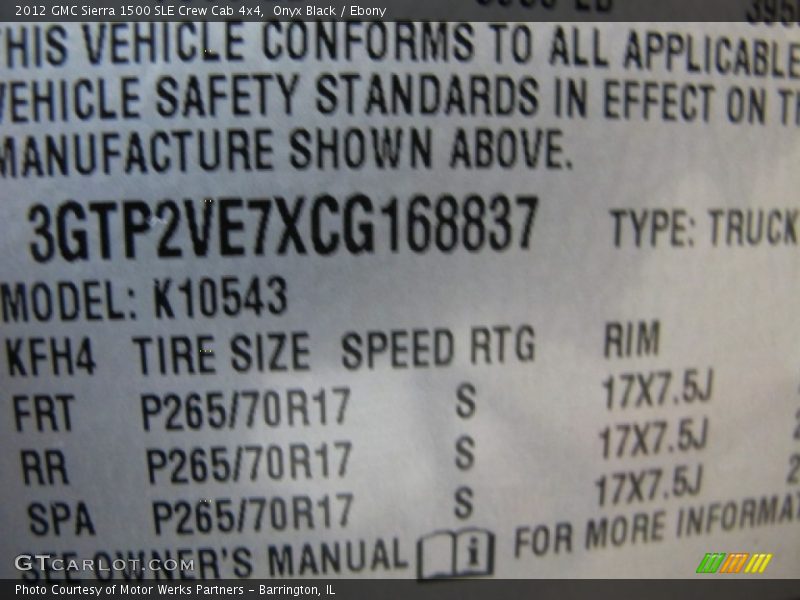 2012 GMC Sierra 1500 SLE Crew Cab 4x4, Onyx Black / Ebony
THIS VEHICLE CONFORMS TO ALL APPLICABLE
VEHICLE SAFETY STANDARDS IN EFFECT ON
MANUFACTURE SHOWN ABOVE.
3GTP2VE7XCG168837 TYPE: TRUCK
MODEL: K10543
KFH4 TIRE SIZE SPEED RTG RIM
FRT P265/70R17 S 17X7.5J
RR P265/70R17 S 17X7.5J
SPA P265/70R17 S 17X7.5J
SEE OWNER'S MANUAL i FOR MORE INFORMAT
GTCARLOT.COM
Photo Courtesy of Motor Werks Partners - Barrington, IL